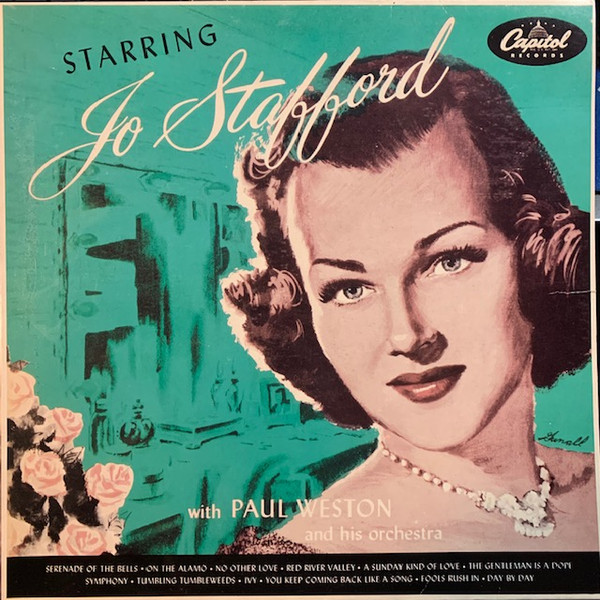 STARRING
Jo Stafford
Capitol
RECORDS
Gunall
with PAUL WESTON
and his orchestra
SERENADE OF THE BELLS • ON THE ALAMO • NO OTHER LOVE • RED RIVER VALLEY • A SUNDAY KIND OF LOVE • THE GENTLEMAN IS A DOPE
SYMPHONY • TUMBLING TUMBLEWEEDS • IVY • YOU KEEP COMING BACK LIKE A SONG • FOOLS RUSH IN • DAY BY DAY